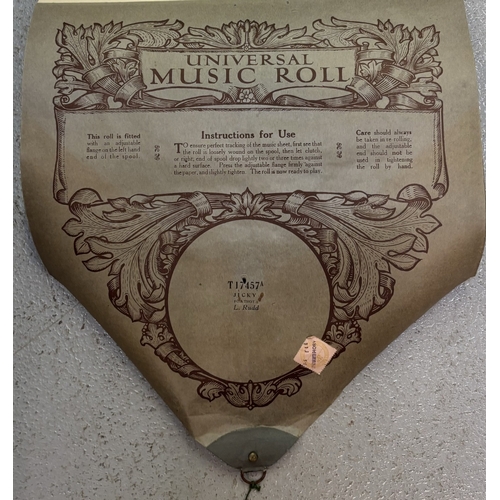 UNIVERSAL
MUSIC ROLL
This roll is fitted
with an adjustable
flange on the left hand
end of the spool.
Instructions for Use
TO ensure perfect tracking of the music sheet, first see that
the roll is loosely wound on the spool, then let clutch,
or right, end of spool drop lightly two or three times against
a hard surface. Press the adjustable flange firmly against
the paper, and slightly tighten. The roll is now ready to play.
Care should always
be taken in re-rolling,
and the adjustable
end should not be
used in tightening
the roll by hand.
T17457A
JICKY
L. Rudd